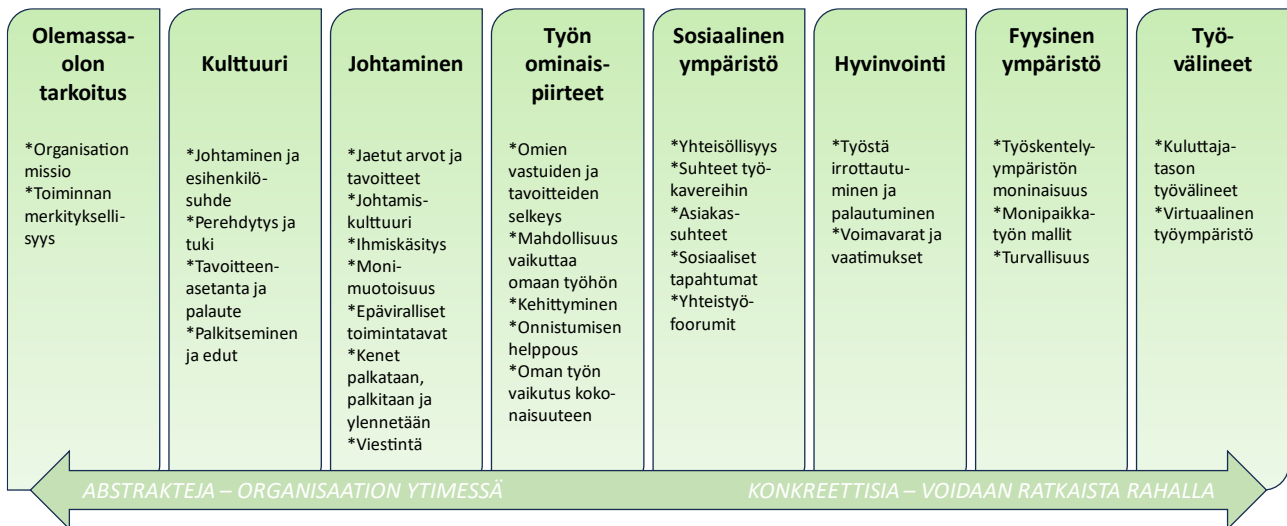 Olemassa-
olon
tarkoitus
*Organisation
missio
*Toiminnan
merkitykselli-
syys
Kulttuuri
*Johtaminen ja
esihenkilö-
suhde
*Perehdytys ja
tuki
*Tavoitteen-
asetanta ja
palaute
*Palkitseminen
ja edut
Johtaminen
*Jaetut arvot ja
tavoitteet
*Johtamis-
kulttuuri
*Ihmiskäsitys
*Moni-
muotoisuus
*Epäviralliset
toimintatavat
*Kenet
palkataan,
palkitaan ja
ylennetään
*Viestintä
Työn
ominais-
piirteet
*Omien
vastuiden ja
tavoitteiden
selkeys
*Mahdollisuus
vaikuttaa
omaan työhön
*Kehittyminen
*Onnistumisen
helppous
*Oman työn
vaikutus koko-
naisuuteen
Sosiaalinen
ympäristö
*Yhteisöllisyys
*Suhteet työ-
kavereihin
*Asiakas-
suhteet
*Sosiaaliset
tapahtumat
*Yhteistyö-
foorumit
Hyvinvointi
*Työstä
irrottautu-
minen ja
palautuminen
*Voimavarat ja
vaatimukset
Fyysinen
ympäristö
*Työskentely-
ympäristön
moninaisuus
*Monipaikka-
työn mallit
*Turvallisuus
Työ-
välineet
*Kuluttaja-
tason
työvälineet
*Virtuaalinen
työympäristö
ABSTRAKTEJA – ORGANISAATION YTIMESSÄ
KONKREETTISIA – VOIDAAN RATKAISTA RAHALLA